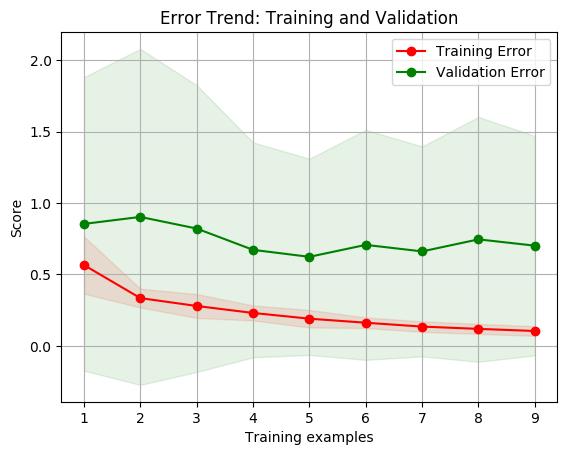 Error Trend: Training and Validation
Training Error
Validation Error
Score
2.0
1.5
1.0
0.5
0.0
1 2 3 4 5 6 7 8 9
Training examples